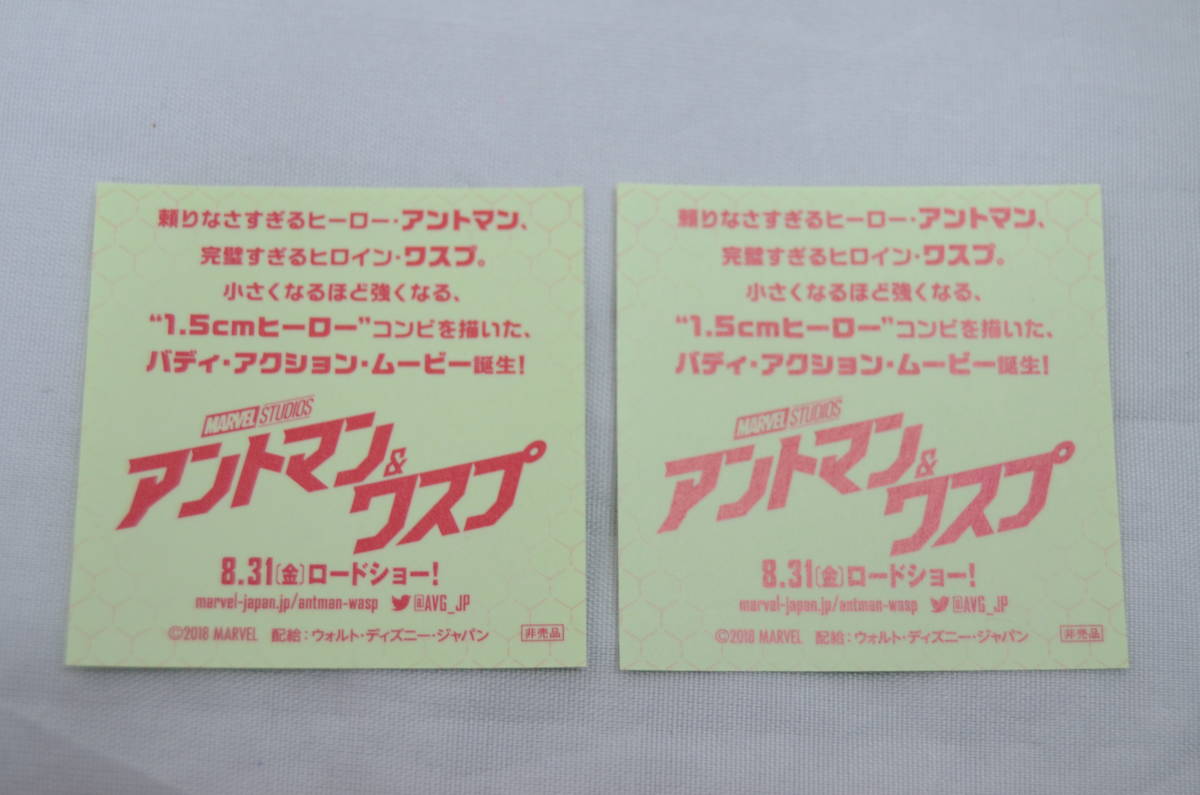 頼りなさすぎるヒーロー・アントマン、
完璧すぎるヒロイン・ワスプ。
小さくなるほど強くなる、
“1.5cmヒーロー”コンビを描いた、
バディ・アクション・ムービー誕生！
MARVEL STUDIOS
アントマン&
ワスプ
8.31(金)ロードショー！
marvel-japan.jp/antman-wasp @AVG_JP
©2018 MARVEL 配給：ウォルト・ディズニー・ジャパン 非売品
頼りなさすぎるヒーロー・アントマン、
完璧すぎるヒロイン・ワスプ。
小さくなるほど強くなる、
“1.5cmヒーロー”コンビを描いた、
バディ・アクション・ムービー誕生！
MARVEL STUDIOS
アントマン&
ワスプ
8.31(金)ロードショー！
marvel-japan.jp/antman-wasp @AVG_JP
©2018 MARVEL 配給：ウォルト・ディズニー・ジャパン 非売品